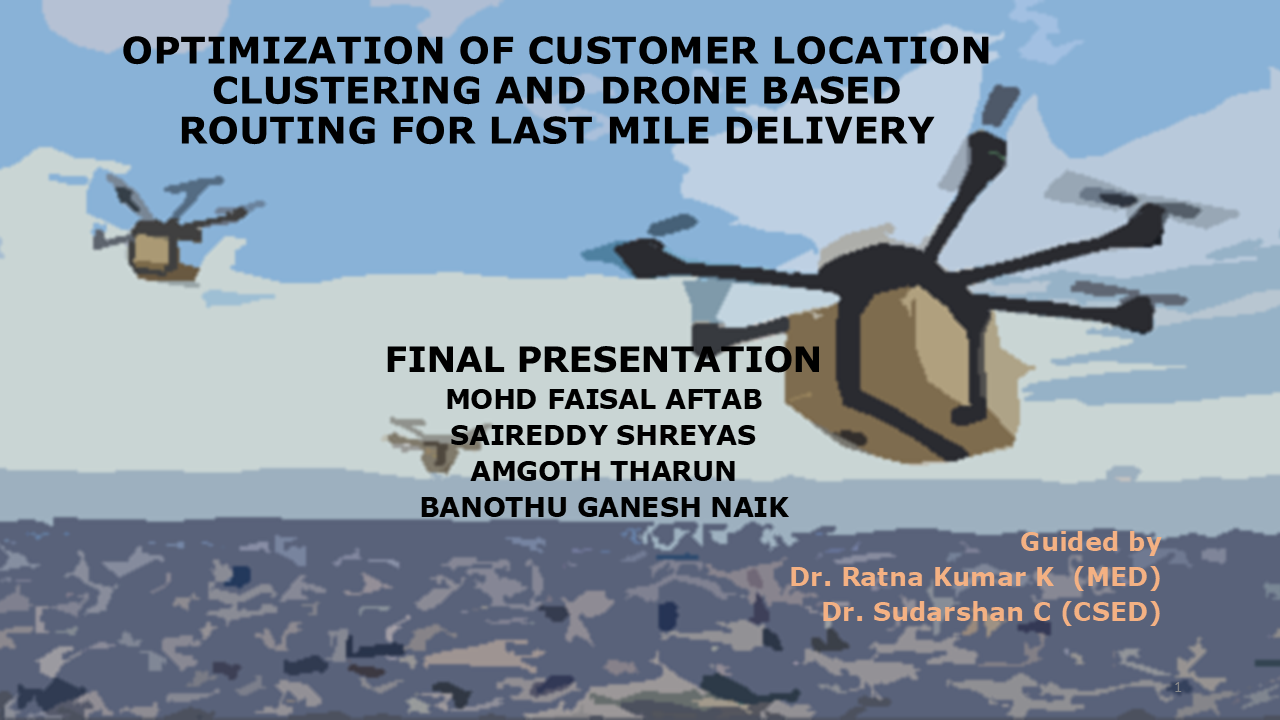 OPTIMIZATION OF CUSTOMER LOCATION
CLUSTERING AND DRONE BASED
ROUTING FOR LAST MILE DELIVERY
FINAL PRESENTATION
MOHD FAISAL AFTAB
SAIREDDY SHREYAS
AMGOTH THARUN
BANOTHU GANESH NAIK
Guided by
Dr. Ratna Kumar K  (MED)
Dr. Sudarshan C (CSED)
1